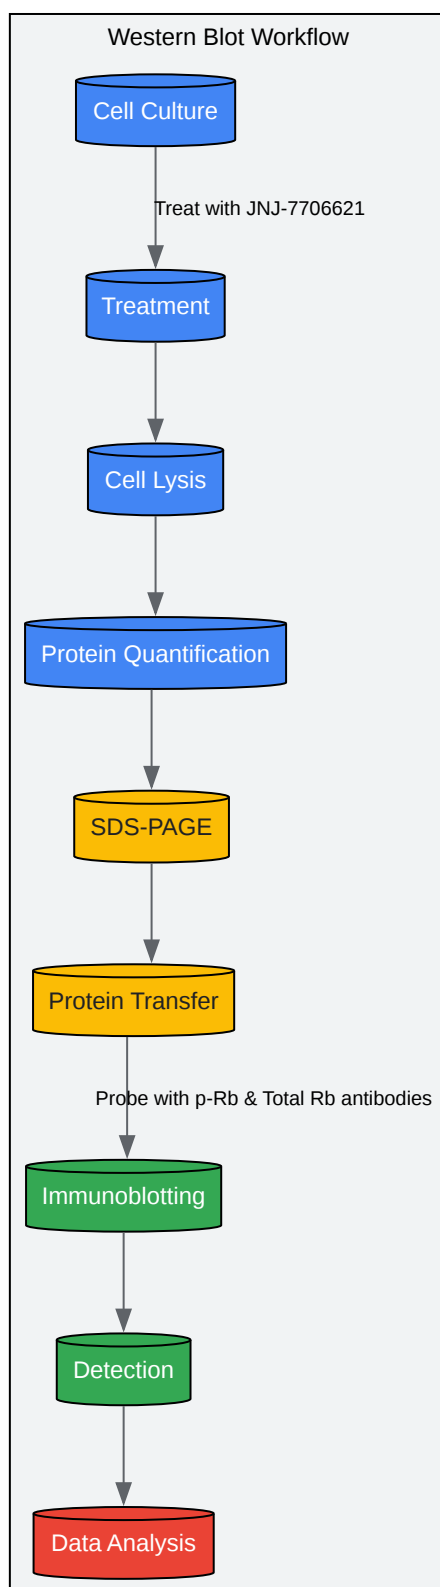 Western Blot Workflow
Cell Culture
Treat with JNJ-7706621
Treatment
Cell Lysis
Protein Quantification
SDS-PAGE
Protein Transfer
Probe with p-Rb & Total Rb antibodies
Immunoblotting
Detection
Data Analysis